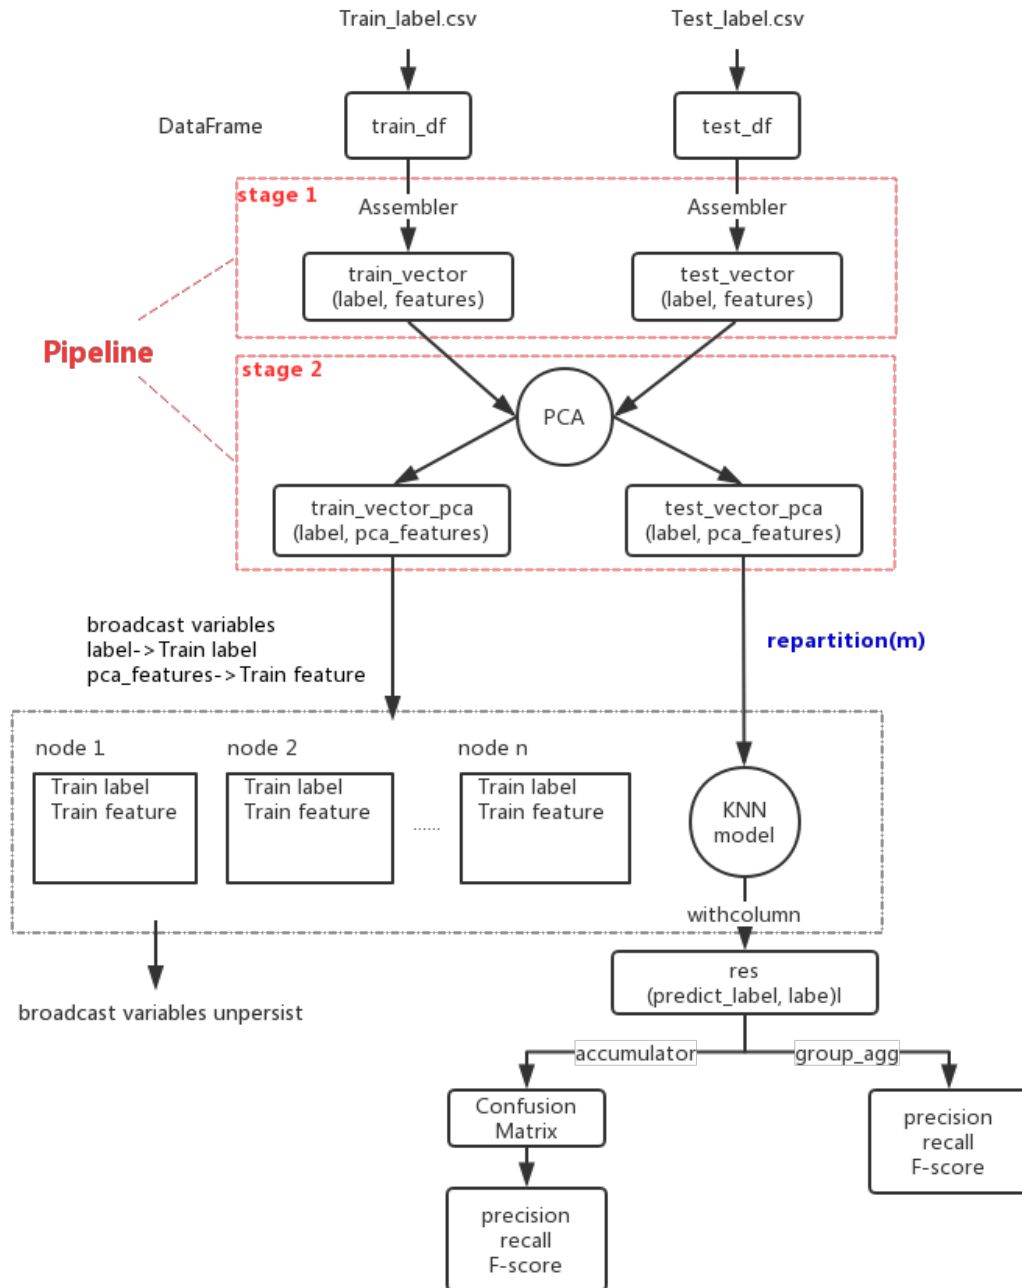 Train_label.csv
Test_label.csv
DataFrame
train_df
test_df
stage 1
Assembler
Assembler
train_vector
(label, features)
test_vector
(label, features)
Pipeline
stage 2
PCA
train_vector_pca
(label, pca_features)
test_vector_pca
(label, pca_features)
broadcast variables
label->Train label
pca_features->Train feature
repartition(m)
node 1
node 2
node n
Train label
Train feature
Train label
Train feature
......
Train label
Train feature
KNN
model
withcolumn
broadcast variables unpersist
res
(predict_label, labe)l
accumulator
group_agg
Confusion
Matrix
precision
recall
F-score
precision
recall
F-score